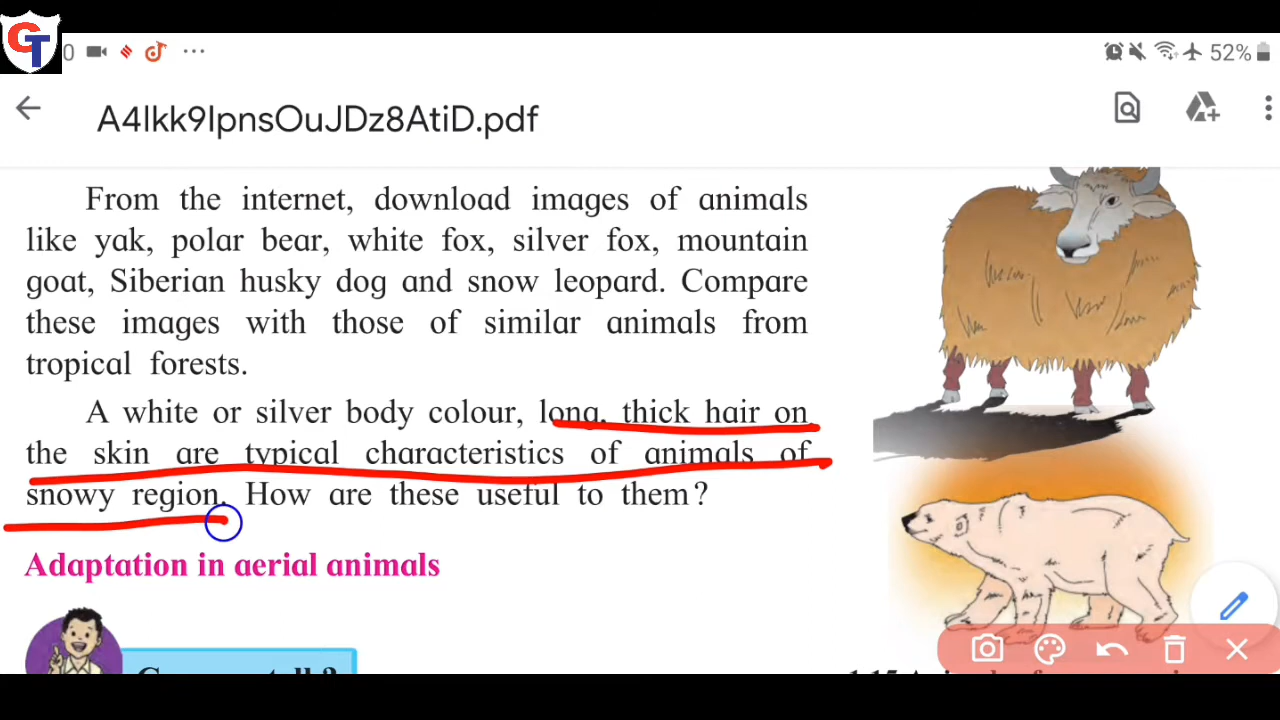 GT
0
52%
A4lkk9IpnsOuJDz8AtiD.pdf
From the internet, download images of animals
like yak, polar bear, white fox, silver fox, mountain
goat, Siberian husky dog and snow leopard. Compare
these images with those of similar animals from
tropical forests.
A white or silver body colour, long, thick hair on
the skin are typical characteristics of animals of
snowy region. How are these useful to them?
Adaptation in aerial animals